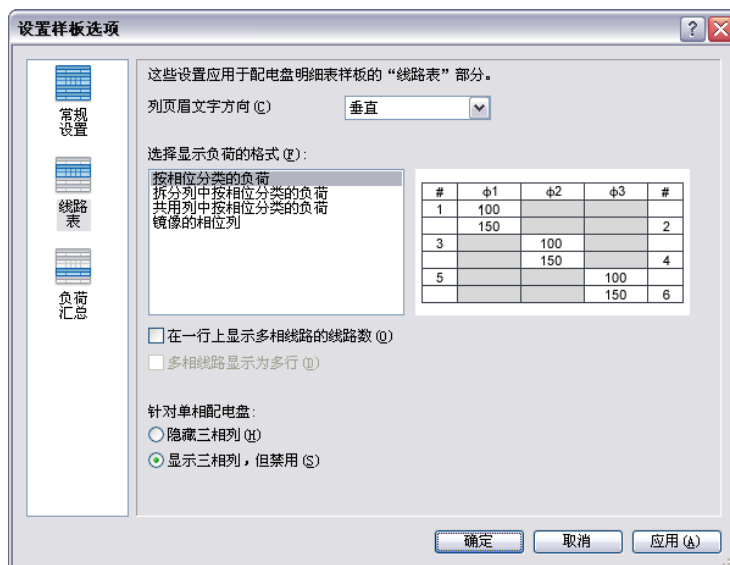 设置样板选项
常规
设置
线路
表
负荷
汇总
这些设置应用于配电盘明细表样板的“线路表”部分。
列页眉文字方向(C)
垂直
选择显示负荷的格式(F):
按相位分类的负荷
拆分列中按相位分类的负荷
共用列中按相位分类的负荷
镜像的相位列
# ф1 ф2 ф3 #
1 100
150 2
3 100
150 4
5 100
150 6
在一行上显示多相线路的线路数(O)
多相线路显示为多行(I)
针对单相配电盘:
隐藏三相列(H)
显示三相列，但禁用(S)
确定 取消 应用(A)